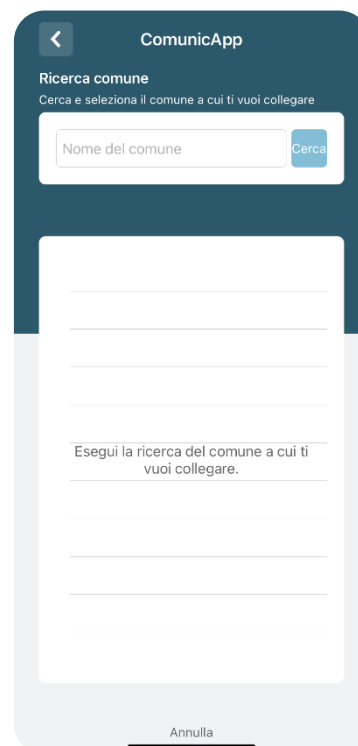 ComunicApp
Ricerca comune
Cerca e seleziona il comune a cui ti vuoi collegare
Nome del comune
Cerca
Esegui la ricerca del comune a cui ti
vuoi collegare.
Annulla